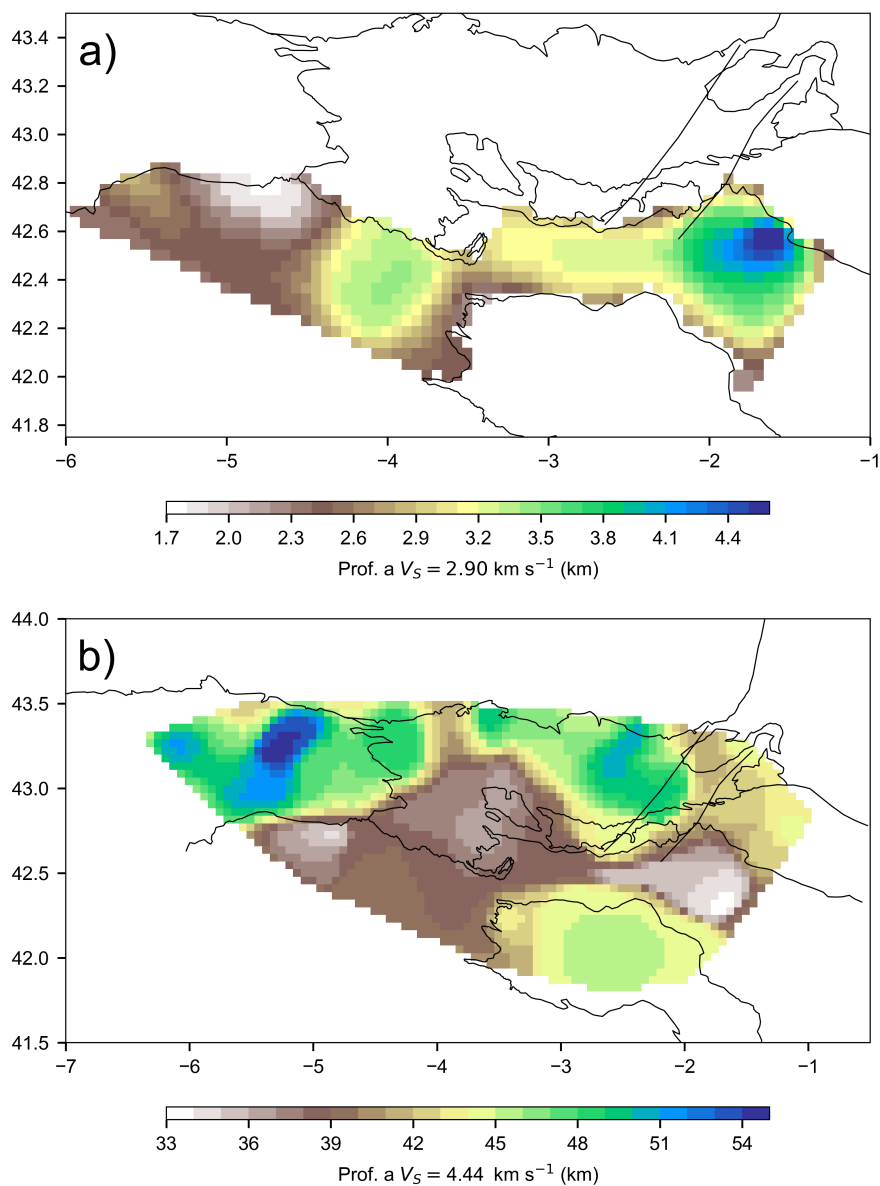 a)
43.4
43.2
43.0
42.8
42.6
42.4
42.2
42.0
41.8
−6 −5 −4 −3 −2 −1
1.7 2.0 2.3 2.6 2.9 3.2 3.5 3.8 4.1 4.4
Prof. a V_S = 2.90 km s⁻¹ (km)
b)
44.0
43.5
43.0
42.5
42.0
41.5
−7 −6 −5 −4 −3 −2 −1
33 36 39 42 45 48 51 54
Prof. a V_S = 4.44 km s⁻¹ (km)